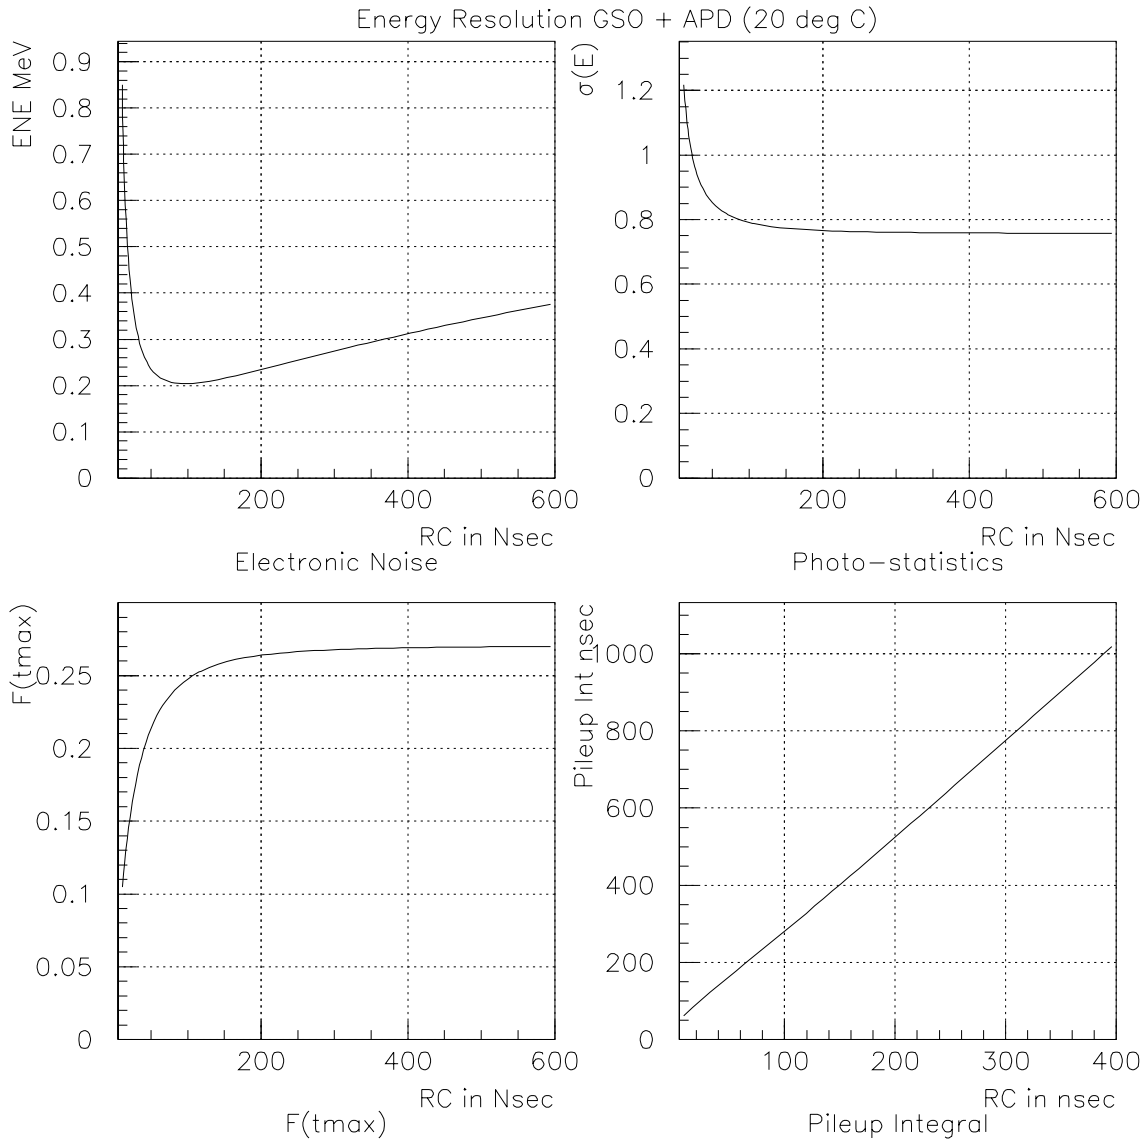 Energy Resolution GSO + APD (20 deg C)
ENE MeV
0.9
0.8
0.7
0.6
0.5
0.4
0.3
0.2
0.1
0
200 400 600
RC in Nsec
Electronic Noise
σ(E)
1.2
1
0.8
0.6
0.4
0.2
0
200 400 600
RC in Nsec
Photo-statistics
F(tmax)
0.25
0.2
0.15
0.1
0.05
0
200 400 600
RC in Nsec
F(tmax)
Pileup Int nsec
1000
800
600
400
200
0
100 200 300 400
RC in nsec
Pileup Integral